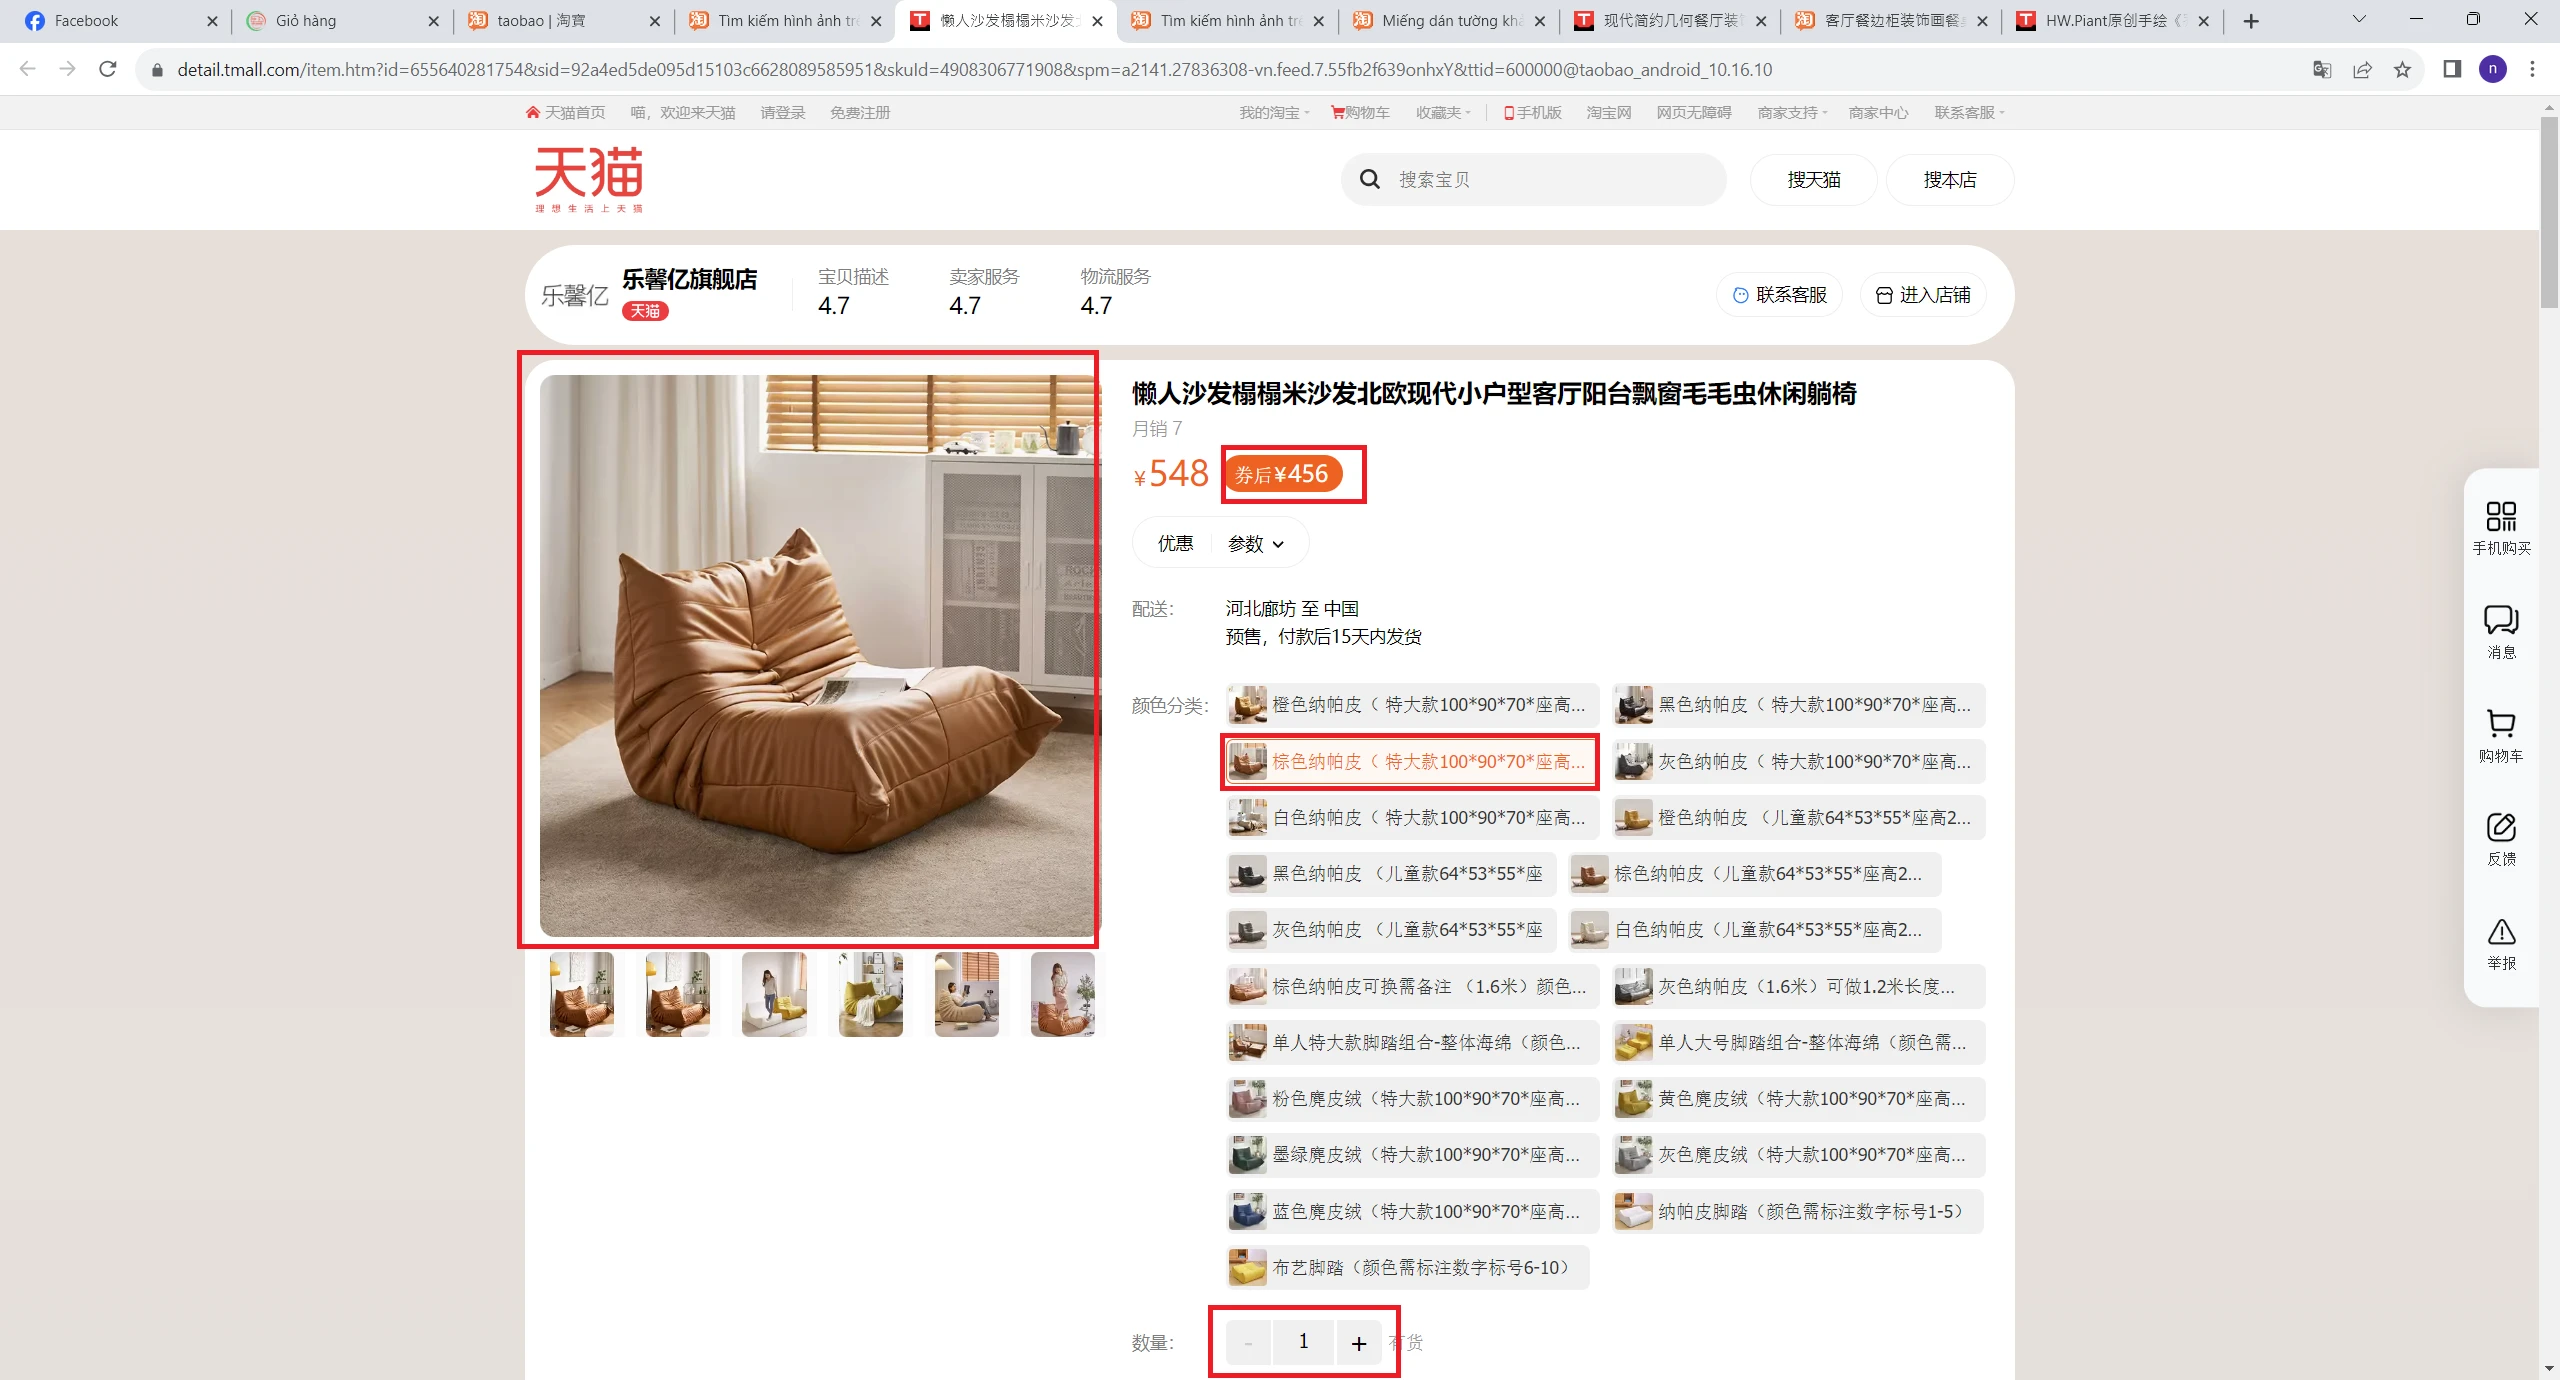 Facebook
Giỏ hàng
taobao | 淘寶
Tìm kiếm hình ảnh trê
懒人沙发榻榻米沙发北
Tìm kiếm hình ảnh trê
Miếng dán tường khá
现代简约几何餐厅装饰
客厅餐边柜装饰画餐桌
HW.Piant原创手绘《
detail.tmall.com/item.htm?id=655640281754&sid=92a4ed5de095d15103c6628089585951&skuId=4908306771908&spm=a2141.27836308-vn.feed.7.55fb2f639onhxY&ttid=600000@taobao_android_10.16.10
n
天猫首页 喵，欢迎来天猫 请登录 免费注册
我的淘宝 购物车 收藏夹 手机版 淘宝网 网页无障碍 商家支持 商家中心 联系客服
天猫
理想生活上天猫
搜索宝贝
搜天猫
搜本店
乐馨亿
乐馨亿旗舰店
天猫
宝贝描述 卖家服务 物流服务
4.7 4.7 4.7
联系客服
进入店铺
懒人沙发榻榻米沙发北欧现代小户型客厅阳台飘窗毛毛虫休闲躺椅
月销 7
¥548 券后¥456
优惠 参数
配送： 河北廊坊 至 中国
预售，付款后15天内发货
颜色分类：
橙色纳帕皮（ 特大款100*90*70*座高...
黑色纳帕皮（ 特大款100*90*70*座高...
棕色纳帕皮（ 特大款100*90*70*座高...
灰色纳帕皮（ 特大款100*90*70*座高...
白色纳帕皮（ 特大款100*90*70*座高...
橙色纳帕皮 （儿童款64*53*55*座高2...
黑色纳帕皮 （儿童款64*53*55*座
棕色纳帕皮（儿童款64*53*55*座高2...
灰色纳帕皮 （儿童款64*53*55*座
白色纳帕皮（儿童款64*53*55*座高2...
棕色纳帕皮可换需备注 （1.6米）颜色...
灰色纳帕皮（1.6米）可做1.2米长度...
单人特大款脚踏组合-整体海绵（颜色...
单人大号脚踏组合-整体海绵（颜色需...
粉色麂皮绒（特大款100*90*70*座高...
黄色麂皮绒（特大款100*90*70*座高...
墨绿麂皮绒（特大款100*90*70*座高...
灰色麂皮绒（特大款100*90*70*座高...
蓝色麂皮绒（特大款100*90*70*座高...
纳帕皮脚踏（颜色需标注数字标号1-5）
布艺脚踏（颜色需标注数字标号6-10）
数量： - 1 + 有货
手机购买
消息
购物车
反馈
举报